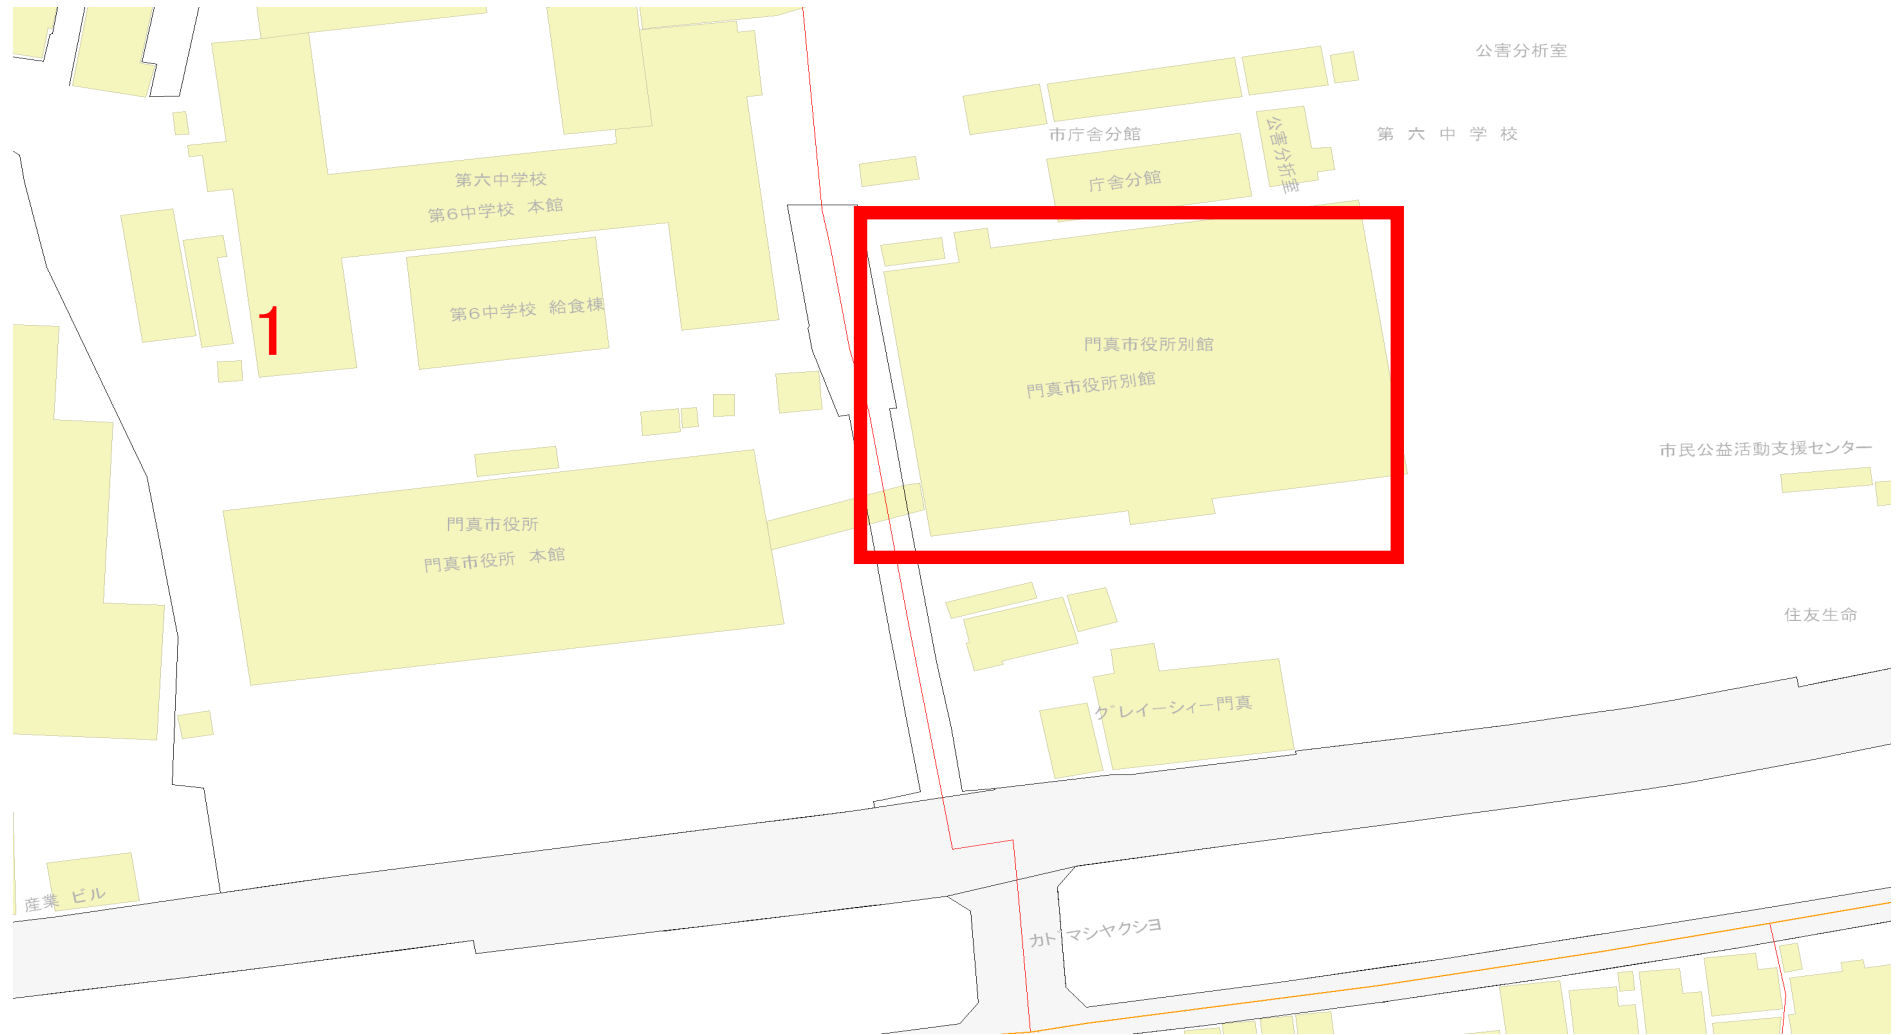 公害分析室
市庁舎分館
公害分析室
第六中学校
第六中学校
庁舎分館
第6中学校 本館
第6中学校 給食棟
1
門真市役所別館
門真市役所別館
市民公益活動支援センター
門真市役所
門真市役所 本館
住友生命
グレイーシィー門真
産業 ビル
カドマシヤクシヨ